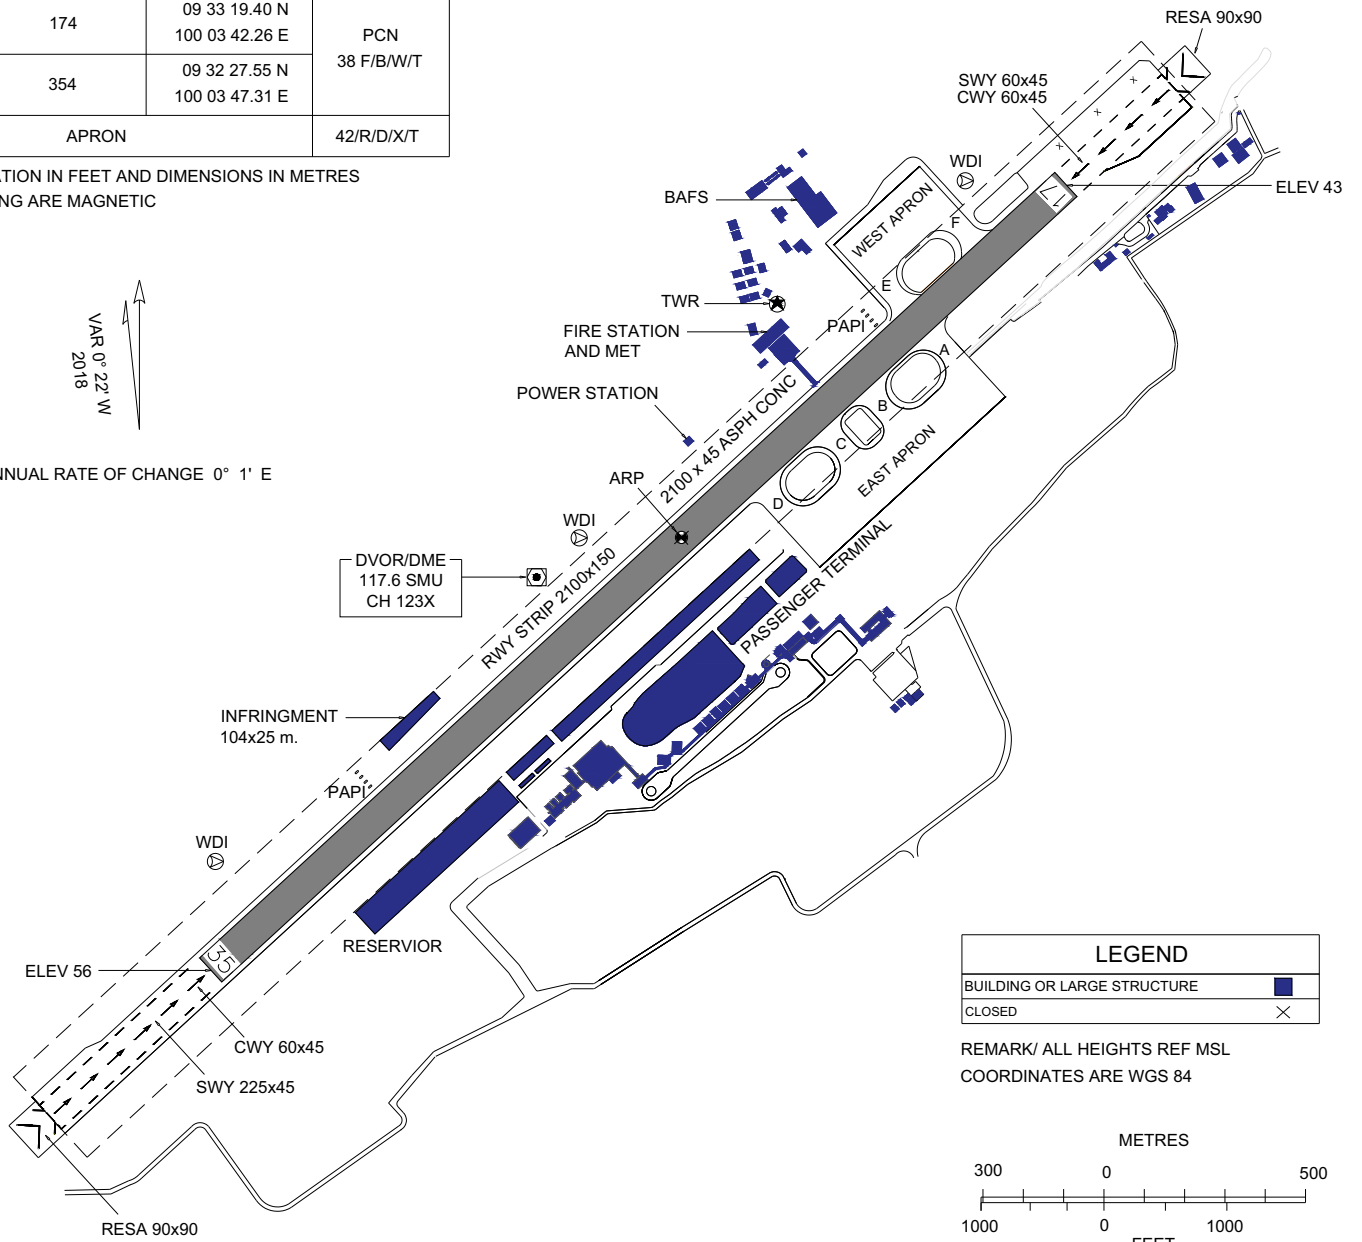 174
09 33 19.40 N
100 03 42.26 E
PCN
38 F/B/W/T
354
09 32 27.55 N
100 03 47.31 E
APRON
42/R/D/X/T
ATION IN FEET AND DIMENSIONS IN METRES
NG ARE MAGNETIC
VAR 0° 22' W
2018
NNUAL RATE OF CHANGE 0° 1' E
RESA 90x90
SWY 60x45
CWY 60x45
WDI
ELEV 43
17
BAFS
WEST APRON
F
E
TWR
PAPI
FIRE STATION
AND MET
A
B
C
D
POWER STATION
2100 x 45 ASPH CONC
EAST APRON
ARP
WDI
DVOR/DME
117.6 SMU
CH 123X
RWY STRIP 2100x150
PASSENGER TERMINAL
INFRINGMENT
104x25 m.
PAPI
WDI
RESERVIOR
35
ELEV 56
CWY 60x45
SWY 225x45
RESA 90x90
LEGEND
BUILDING OR LARGE STRUCTURE
CLOSED
REMARK/ ALL HEIGHTS REF MSL
COORDINATES ARE WGS 84
METRES
300 0 500
1000 0 1000
FEET